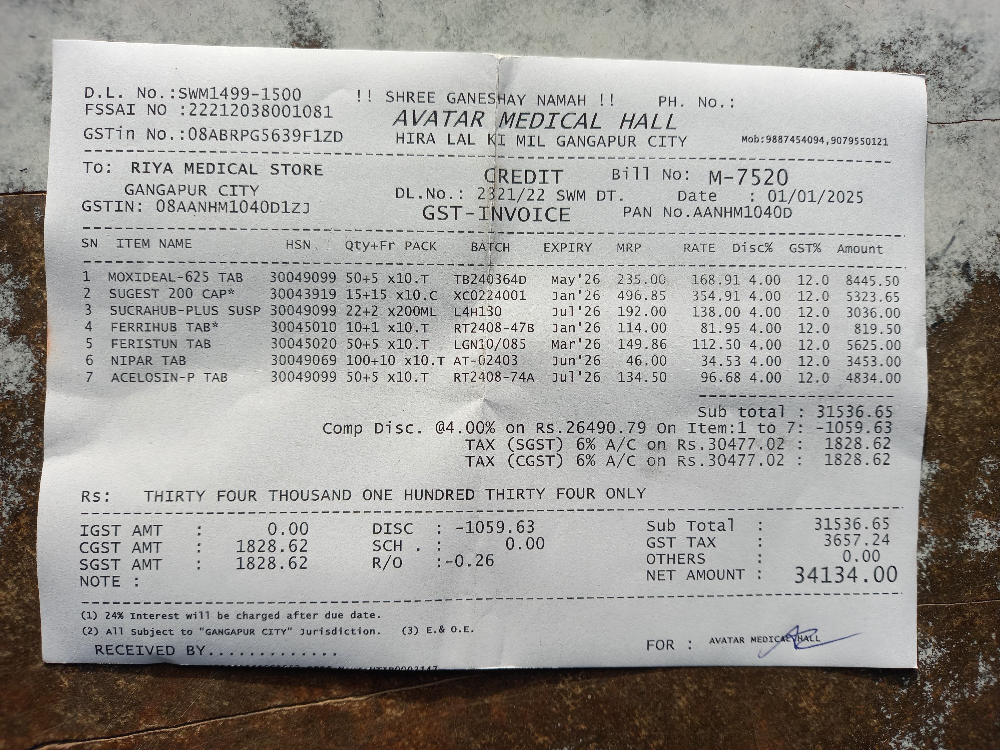 !! SHREE GANESHAY NAMAH !! PH. No.:
D.L. No.:SWM1499-1500
FSSAI NO :22212038001081
AVATAR MEDICAL HALL
GSTin No.:08ABRPG5639F1ZD
HIRA LAL KI MIL GANGAPUR CITY
Mob:9887454094,9079550121
To: RIYA MEDICAL STORE CREDIT Bill No: M-7520
GANGAPUR CITY DL.No.: 2321/22 SWM DT. Date : 01/01/2025
GSTIN: 08AANHM1040D1ZJ GST-INVOICE PAN No.AANHM1040D
SN ITEM NAME HSN. Qty+Fr PACK BATCH EXPIRY MRP RATE Disc% GST% Amount
1 MOXIDEAL-625 TAB 30049099 50+5 x10.T TB240364D May'26 235.00 168.91 4.00 12.0 8445.50
2 SUGEST 200 CAP* 30043919 15+15 x10.C XC0224001 Jan'26 496.85 354.91 4.00 12.0 5323.65
3 SUCRAHUB-PLUS SUSP 30049099 22+2 x200ML L4H130 Jul'26 192.00 138.00 4.00 12.0 3036.00
4 FERRIHUB TAB* 30045010 10+1 x10.T RT2408-47B Jan'26 114.00 81.95 4.00 12.0 819.50
5 FERISTUN TAB 30045020 50+5 x10.T LGN10/085 Mar'26 149.86 112.50 4.00 12.0 5625.00
6 NIPAR TAB 30049069 100+10 x10.T AT-02403 Jun'26 46.00 34.53 4.00 12.0 3453.00
7 ACELOSIN-P TAB 30049099 50+5 x10.T RT2408-74A Jul'26 134.50 96.68 4.00 12.0 4834.00
Sub total : 31536.65
Comp Disc. @4.00% on Rs.26490.79 On Item:1 to 7: -1059.63
TAX (SGST) 6% A/C on Rs.30477.02 : 1828.62
TAX (CGST) 6% A/C on Rs.30477.02 : 1828.62
Rs: THIRTY FOUR THOUSAND ONE HUNDRED THIRTY FOUR ONLY
IGST AMT : 0.00 DISC : -1059.63 Sub Total : 31536.65
CGST AMT : 1828.62 SCH . : 0.00 GST TAX : 3657.24
SGST AMT : 1828.62 R/O :-0.26 OTHERS : 0.00
NOTE : NET AMOUNT : 34134.00
(1) 24% Interest will be charged after due date.
(2) All Subject to "GANGAPUR CITY" Jurisdiction. (3) E.& O.E.
RECEIVED BY............. FOR : AVATAR MEDICAL HALL